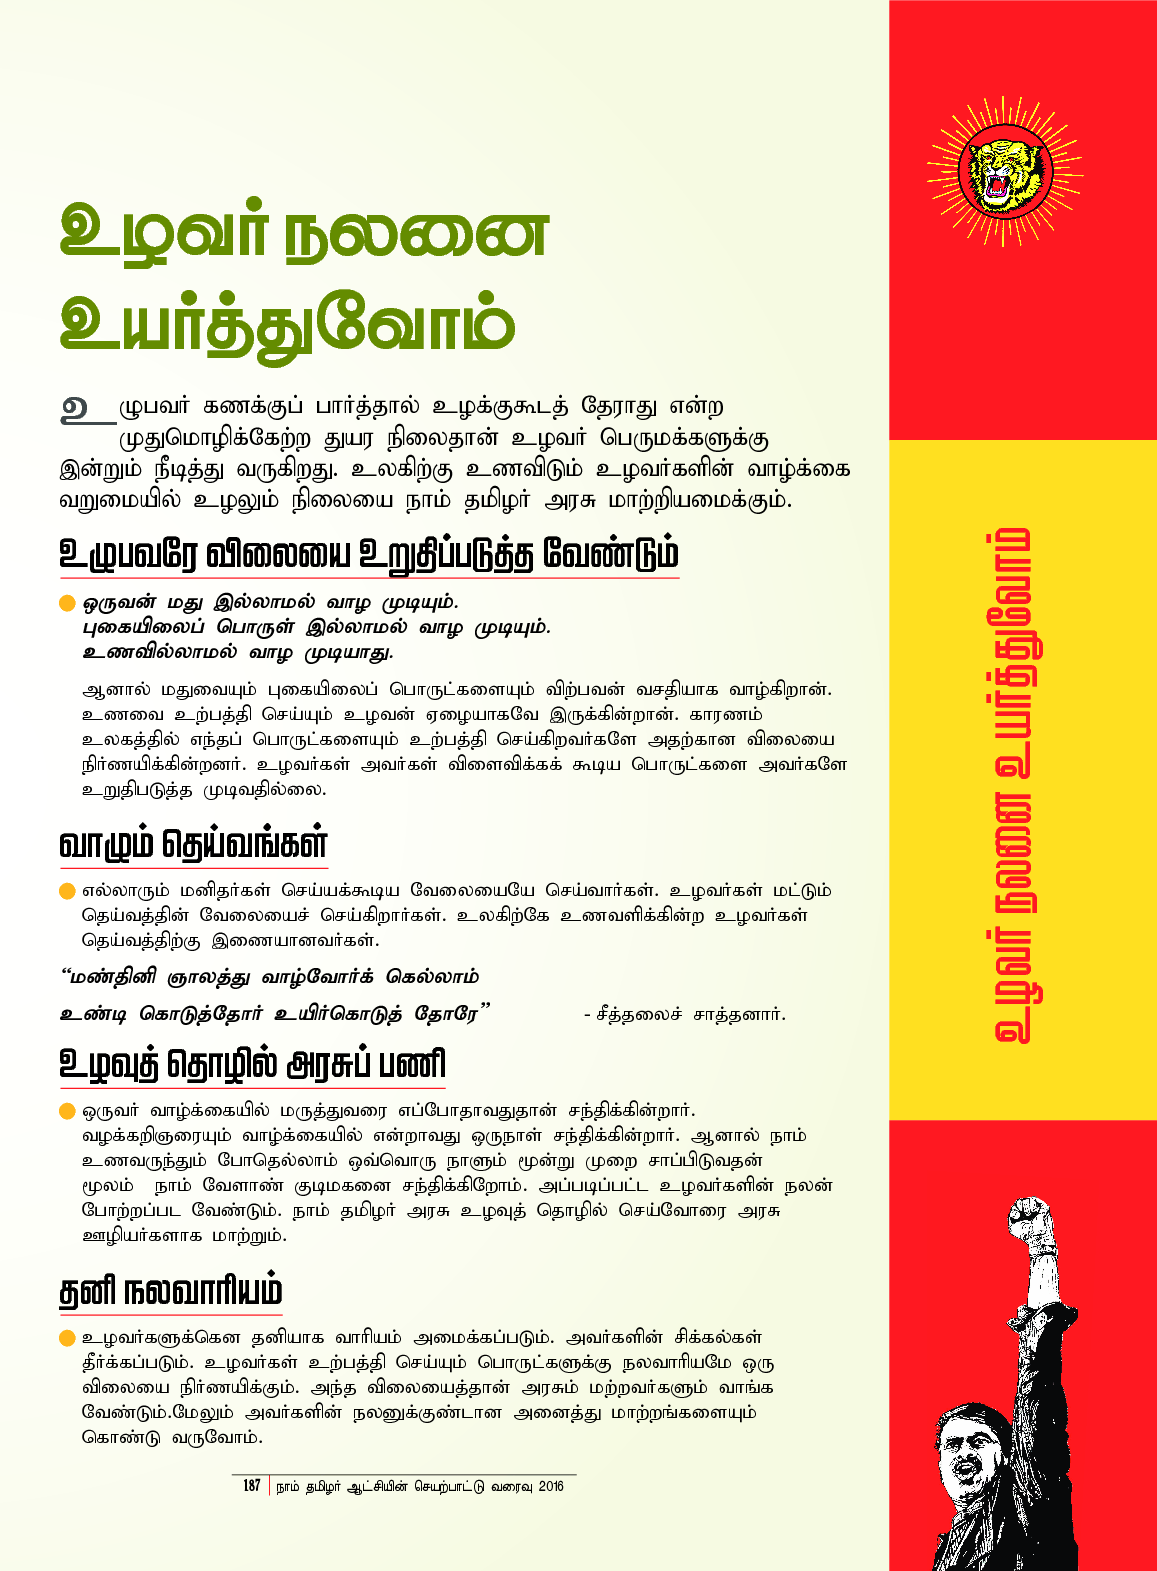 உழவர் நலனை
உயர்த்துவோம்
உழுபவர் கணக்குப் பார்த்தால் உழக்குகூடத் தேராது என்ற
முதுமொழிக்கேற்ற துயர நிலைதான் உழவர் பெருமக்களுக்கு
இன்றும் நீடித்து வருகிறது. உலகிற்கு உணவிடும் உழவர்களின் வாழ்க்கை
வறுமையில் உழலும் நிலையை நாம் தமிழர் அரசு மாற்றியமைக்கும்.
உழுபவரே விலையை உறுதிப்படுத்த வேண்டும்
ஒருவன் மது இல்லாமல் வாழ முடியும்.
புகையிலைப் பொருள் இல்லாமல் வாழ முடியும்.
உணவில்லாமல் வாழ முடியாது.
ஆனால் மதுவையும் புகையிலைப் பொருட்களையும் விற்பவன் வசதியாக வாழ்கிறான்.
உணவை உற்பத்தி செய்யும் உழவன் ஏழையாகவே இருக்கின்றான். காரணம்
உலகத்தில் எந்தப் பொருட்களையும் உற்பத்தி செய்கிறவர்களே அதற்கான விலையை
நிர்ணயிக்கின்றனர். உழவர்கள் அவர்கள் விளைவிக்கக் கூடிய பொருட்களை அவர்களே
உறுதிபடுத்த முடிவதில்லை.
வாழும் தெய்வங்கள்
எல்லாரும் மனிதர்கள் செய்யக்கூடிய வேலையையே செய்வார்கள். உழவர்கள் மட்டும்
தெய்வத்தின் வேலையைச் செய்கிறார்கள். உலகிற்கே உணவளிக்கின்ற உழவர்கள்
தெய்வத்திற்கு இணையானவர்கள்.
“மண்தினி ஞாலத்து வாழ்வோர்க் கெல்லாம்
உண்டி கொடுத்தோர் உயிர்கொடுத் தோரே” - சீத்தலைச் சாத்தனார்.
உழவுத் தொழில் அரசுப் பணி
ஒருவர் வாழ்க்கையில் மருத்துவரை எப்போதாவதுதான் சந்திக்கின்றார்.
வழக்கறிஞரையும் வாழ்க்கையில் என்றாவது ஒருநாள் சந்திக்கின்றார். ஆனால் நாம்
உணவருந்தும் போதெல்லாம் ஒவ்வொரு நாளும் மூன்று முறை சாப்பிடுவதன்
மூலம் நாம் வேளாண் குடிமகனை சந்திக்கிறோம். அப்படிப்பட்ட உழவர்களின் நலன்
போற்றப்பட வேண்டும். நாம் தமிழர் அரசு உழவுத் தொழில் செய்வோரை அரசு
ஊழியர்களாக மாற்றும்.
தனி நலவாரியம்
உழவர்களுக்கென தனியாக வாரியம் அமைக்கப்படும். அவர்களின் சிக்கல்கள்
தீர்க்கப்படும். உழவர்கள் உற்பத்தி செய்யும் பொருட்களுக்கு நலவாரியமே ஒரு
விலையை நிர்ணயிக்கும். அந்த விலையைத்தான் அரசும் மற்றவர்களும் வாங்க
வேண்டும்.மேலும் அவர்களின் நலனுக்குண்டான அனைத்து மாற்றங்களையும்
கொண்டு வருவோம்.
187 நாம் தமிழர் ஆட்சியின் செயற்பாட்டு வரைவு 2016
உழவர் நலனை உயர்த்துவோம்